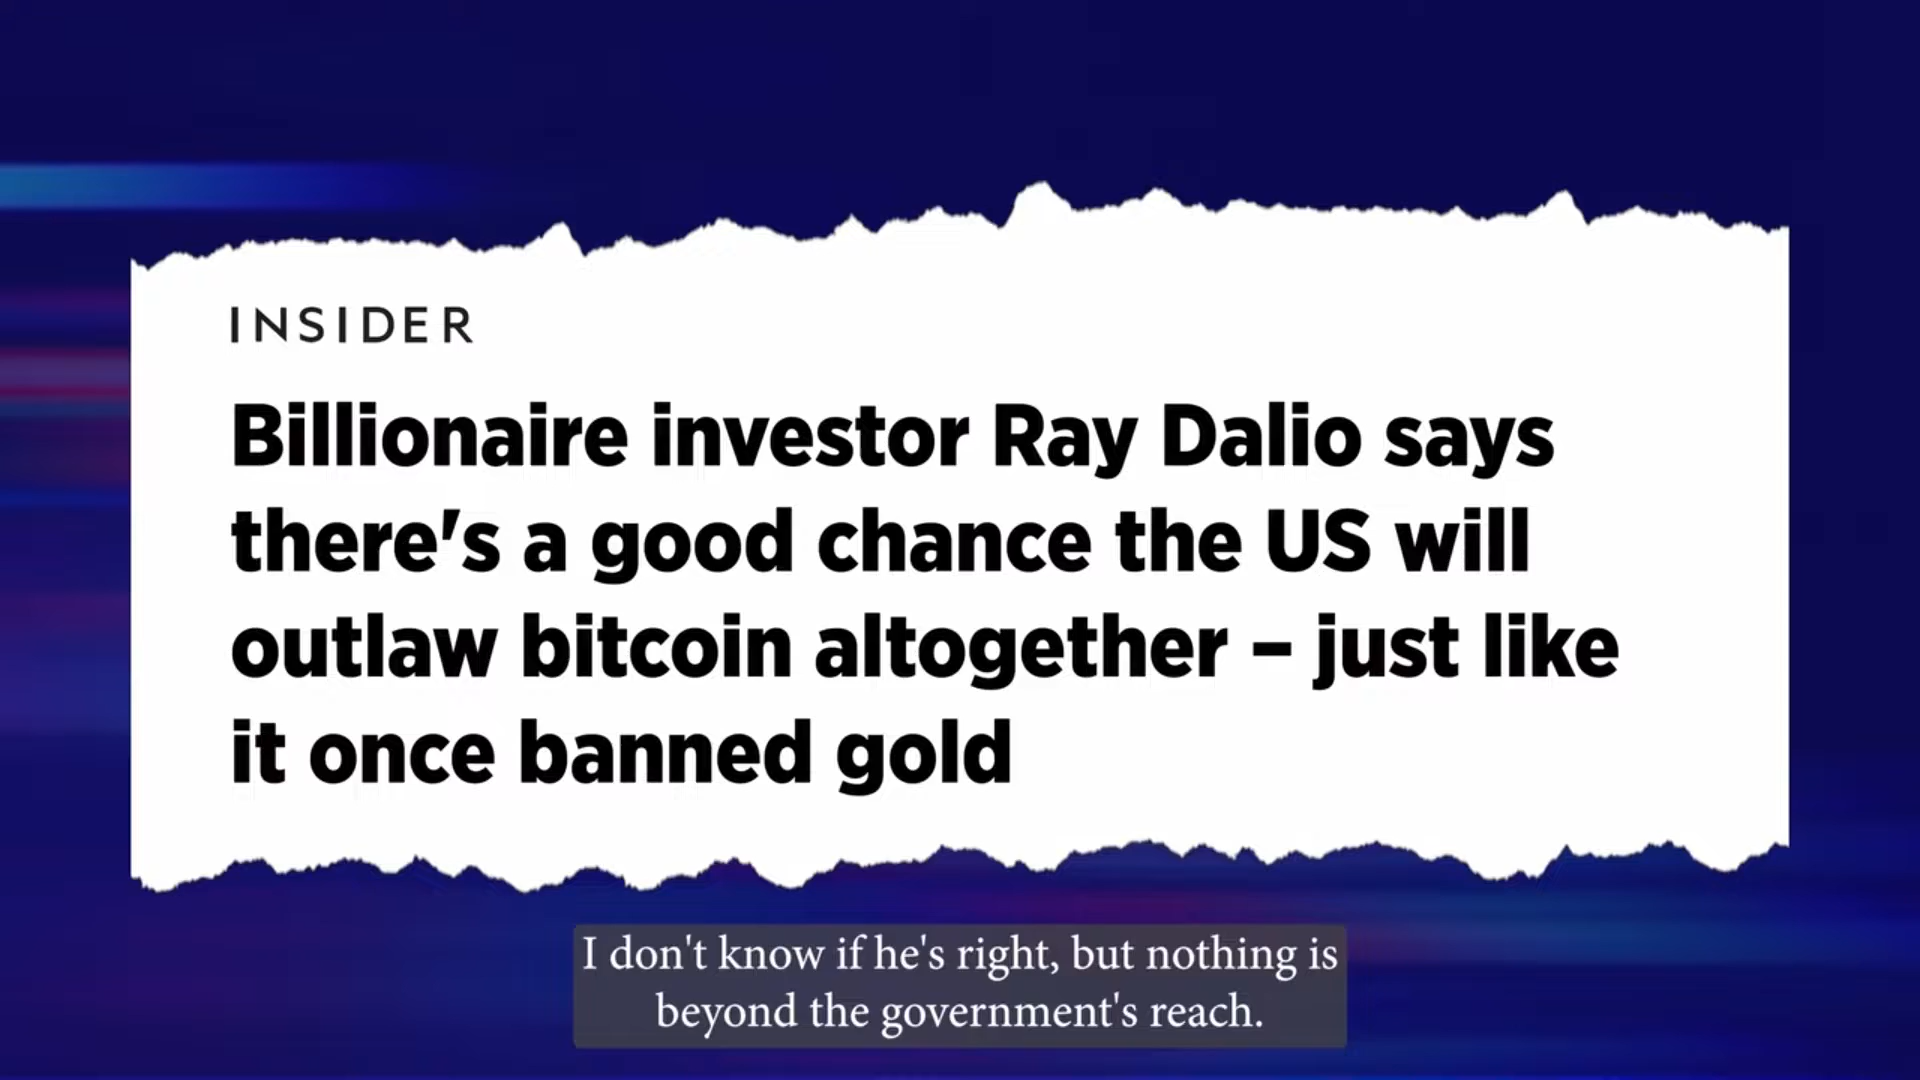 INSIDER
Billionaire investor Ray Dalio says
there's a good chance the US will
outlaw bitcoin altogether – just like
it once banned gold
I don't know if he's right, but nothing is
beyond the government's reach.